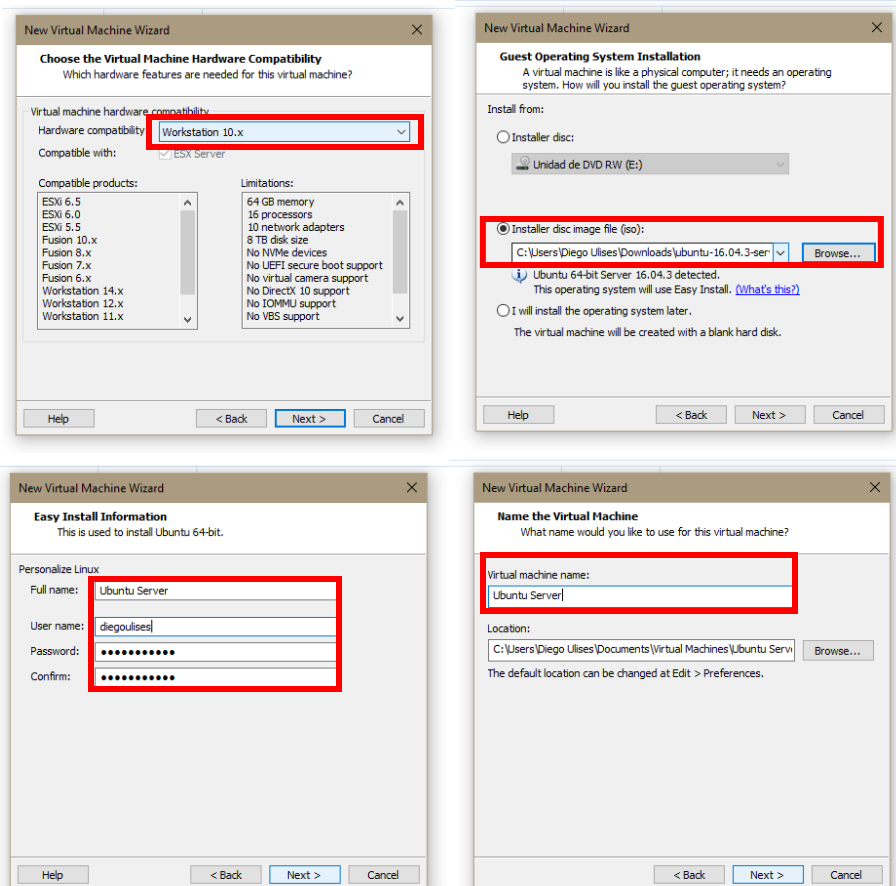 New Virtual Machine Wizard
Choose the Virtual Machine Hardware Compatibility
Which hardware features are needed for this virtual machine?
Virtual machine hardware compatibility
Hardware compatibility
Workstation 10.x
Compatible with:
ESX Server
Compatible products:
ESXi 6.5
ESXi 6.0
ESXi 5.5
Fusion 10.x
Fusion 8.x
Fusion 7.x
Fusion 6.x
Workstation 14.x
Workstation 12.x
Workstation 11.x
Limitations:
64 GB memory
16 processors
10 network adapters
8 TB disk size
No NVMe devices
No UEFI secure boot support
No virtual camera support
No DirectX 10 support
No IOMMU support
No VBS support
Help
< Back
Next >
Cancel
New Virtual Machine Wizard
Guest Operating System Installation
A virtual machine is like a physical computer; it needs an operating
system. How will you install the guest operating system?
Install from:
Installer disc:
Unidad de DVD RW (E:)
Installer disc image file (iso):
C:\Users\Diego Ulises\Downloads\ubuntu-16.04.3-ser
Browse...
Ubuntu 64-bit Server 16.04.3 detected.
This operating system will use Easy Install. (What's this?)
I will install the operating system later.
The virtual machine will be created with a blank hard disk.
Help
< Back
Next >
Cancel
New Virtual Machine Wizard
Easy Install Information
This is used to install Ubuntu 64-bit.
Personalize Linux
Full name:
Ubuntu Server
User name:
diegoulises
Password:
●●●●●●●●●●●
Confirm:
●●●●●●●●●●●
Help
< Back
Next >
Cancel
New Virtual Machine Wizard
Name the Virtual Machine
What name would you like to use for this virtual machine?
Virtual machine name:
Ubuntu Server
Location:
C:\Users\Diego Ulises\Documents\Virtual Machines\Ubuntu Serv
Browse...
The default location can be changed at Edit > Preferences.
< Back
Next >
Cancel